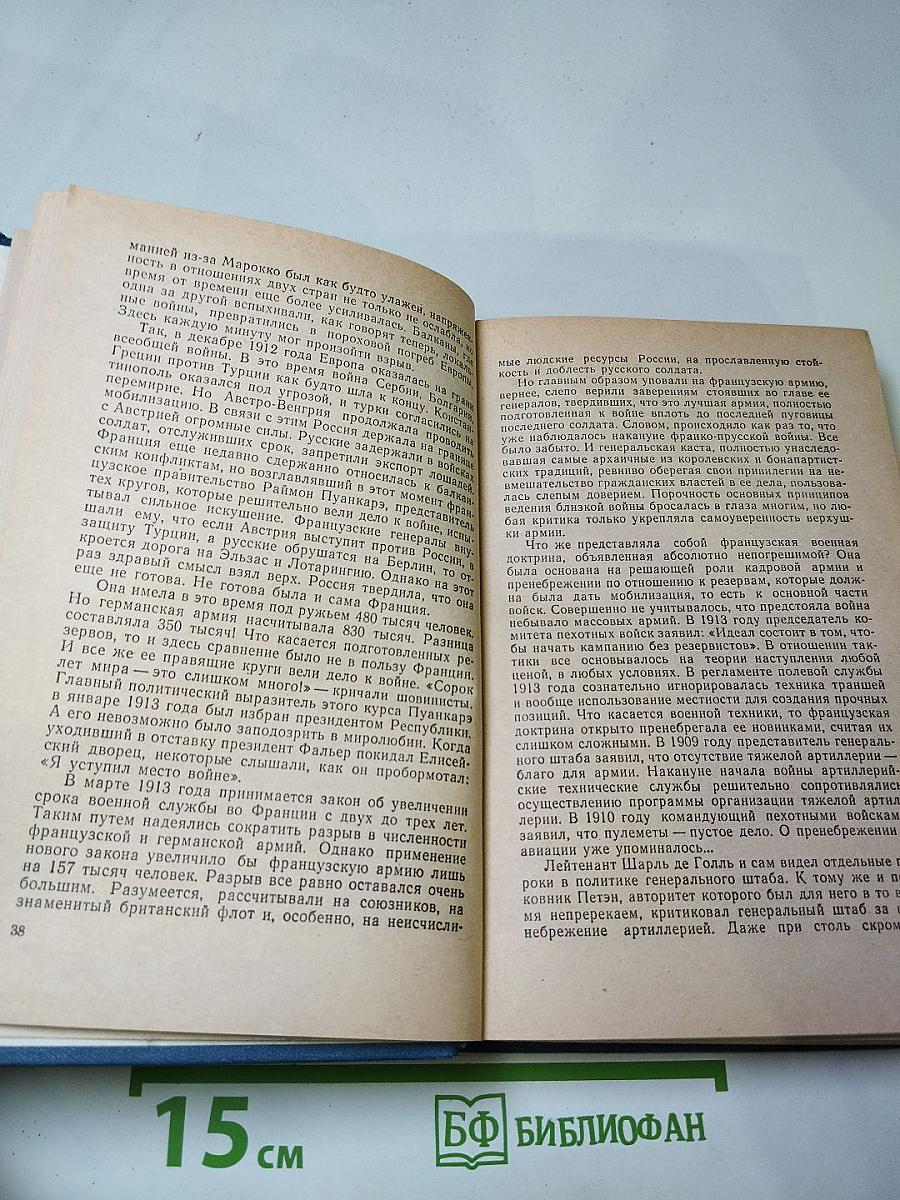 манией из-за Марокко был как будто улажен, напряжен-
ность в отношениях двух стран не только не ослабла, но
время от времени еще более усиливалась. Балканы, где
одна за другой вспыхивали, как говорят теперь, локаль-
ные войны, превратились в пороховой погреб Европы.
Здесь каждую минуту мог произойти взрыв.
Так, в декабре 1912 года Европа оказалась на грани
всеобщей войны. В это время война Сербии, Болгарии,
Греции против Турции как будто шла к концу. Констан-
тинополь оказался под угрозой, и турки согласились на
перемирие. Но Австро-Венгрия продолжала проводить
мобилизацию. В связи с этим Россия держала на границе
с Австрией огромные силы. Русские задержали в войсках
солдат, отслуживших срок, запретили экспорт лошадей.
Франция еще недавно сдержанно относилась к балкан-
ским конфликтам, но возглавлявший в этот момент фран-
цузское правительство Раймон Пуанкарэ, представитель
тех кругов, которые решительно вели дело к войне, испы-
тывал сильное искушение. Французские генералы вну-
шали ему, что если Австрия выступит против России, в
защиту Турции, а русские обрушатся на Берлин, то от-
кроется дорога на Эльзас и Лотарингию. Однако на этот
раз здравый смысл взял верх. Россия твердила, что она
еще не готова. Не готова была и сама Франция.
Она имела в это время под ружьем 480 тысяч человек.
Но германская армия насчитывала 830 тысяч. Разница
составляла 350 тысяч! Что касается подготовленных ре-
зервов, то и здесь сравнение было не в пользу Франции.
И все же ее правящие круги вели дело к войне. «Сорок
лет мира — это слишком много!» — кричали шовинисты.
Главный политический выразитель этого курса Пуанкарэ
в январе 1913 года был избран президентом Республики.
А его невозможно было заподозрить в миролюбии. Когда
уходивший в отставку президент Фальер покидал Елисей-
ский дворец, некоторые слышали, как он пробормотал:
«Я уступил место войне».
В марте 1913 года принимается закон об увеличении
срока военной службы во Франции с двух до трех лет.
Таким путем надеялись сократить разрыв в численности
французской и германской армий. Однако применение
нового закона увеличило бы французскую армию лишь
на 157 тысяч человек. Разрыв все равно оставался очень
большим. Разумеется, рассчитывали на союзников, на
знаменитый британский флот и, особенно, на неисчисли-
38
мые людские ресурсы России, на прославленную стой-
кость и доблесть русского солдата.
Но главным образом уповали на французскую армию,
вернее, слепо верили заверениям стоявших во главе ее
генералов, твердивших, что это лучшая армия, полностью
подготовленная к войне вплоть до последней пуговицы
последнего солдата. Словом, происходило как раз то, что
уже наблюдалось накануне франко-прусской войны. Все
было забыто. И генеральская каста, полностью унаследо-
вавшая самые архаичные из королевских и бонапартист-
ских традиций, ревниво оберегая свои привилегии на не-
вмешательство гражданских властей в ее дела, пользова-
лась слепым доверием. Порочность основных принципов
ведения близкой войны бросалась в глаза многим, но лю-
бая критика только укрепляла самоуверенность верхуш-
ки армии.
Что же представляла собой французская военная
доктрина, объявленная абсолютно непогрешимой? Она
была основана на решающей роли кадровой армии и
пренебрежении по отношению к резервам, которые долж-
на была дать мобилизация, то есть к основной части
войск. Совершенно не учитывалось, что предстояла война
небывало массовых армий. В 1913 году председатель ко-
митета пехотных войск заявил: «Идеал состоит в том, что-
бы начать кампанию без резервистов». В отношении так-
тики все основывалось на теории наступления любой
ценой, в любых условиях. В регламенте полевой службы
1913 года сознательно игнорировалась техника траншей
и вообще использование местности для создания прочных
позиций. Что касается военной техники, то французская
доктрина открыто пренебрегала ее новинками, считая их
слишком сложными. В 1909 году представитель генераль-
ного штаба заявил, что отсутствие тяжелой артиллерии —
благо для армии. Накануне начала войны артиллерий-
ские технические службы решительно сопротивлялись
осуществлению программы организации тяжелой артил-
лерии. В 1910 году командующий пехотными войсками
заявил, что пулеметы — пустое дело. О пренебрежении
авиации уже упоминалось...
Лейтенант Шарль де Голль и сам видел отдельные п
роки в политике генерального штаба. К тому же и по
ковник Петэн, авторитет которого был для него в то в
мя непререкаем, критиковал генеральный штаб за
небрежение артиллерией. Даже при столь скром
15 см
БФ БИБЛИОФАН